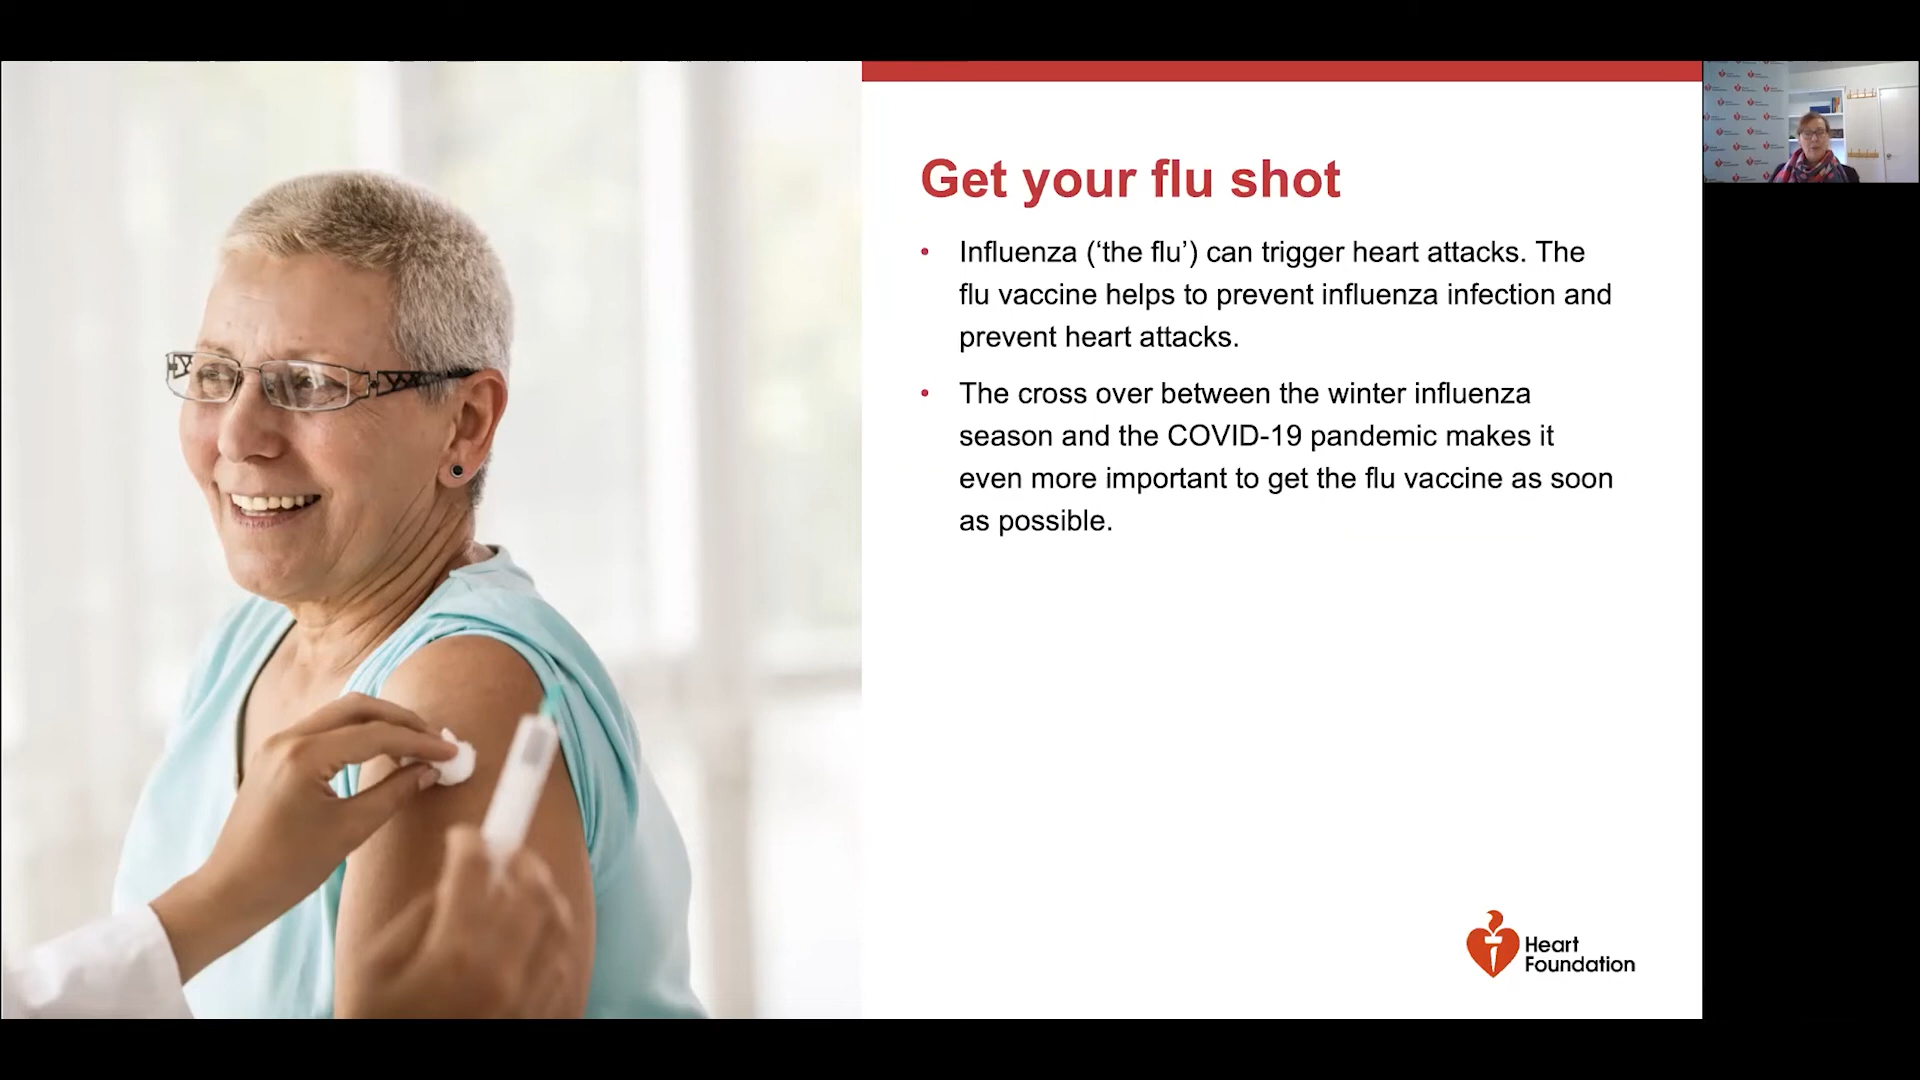 Get your flu shot
• Influenza (‘the flu’) can trigger heart attacks. The
flu vaccine helps to prevent influenza infection and
prevent heart attacks.
• The cross over between the winter influenza
season and the COVID-19 pandemic makes it
even more important to get the flu vaccine as soon
as possible.
Heart
Foundation